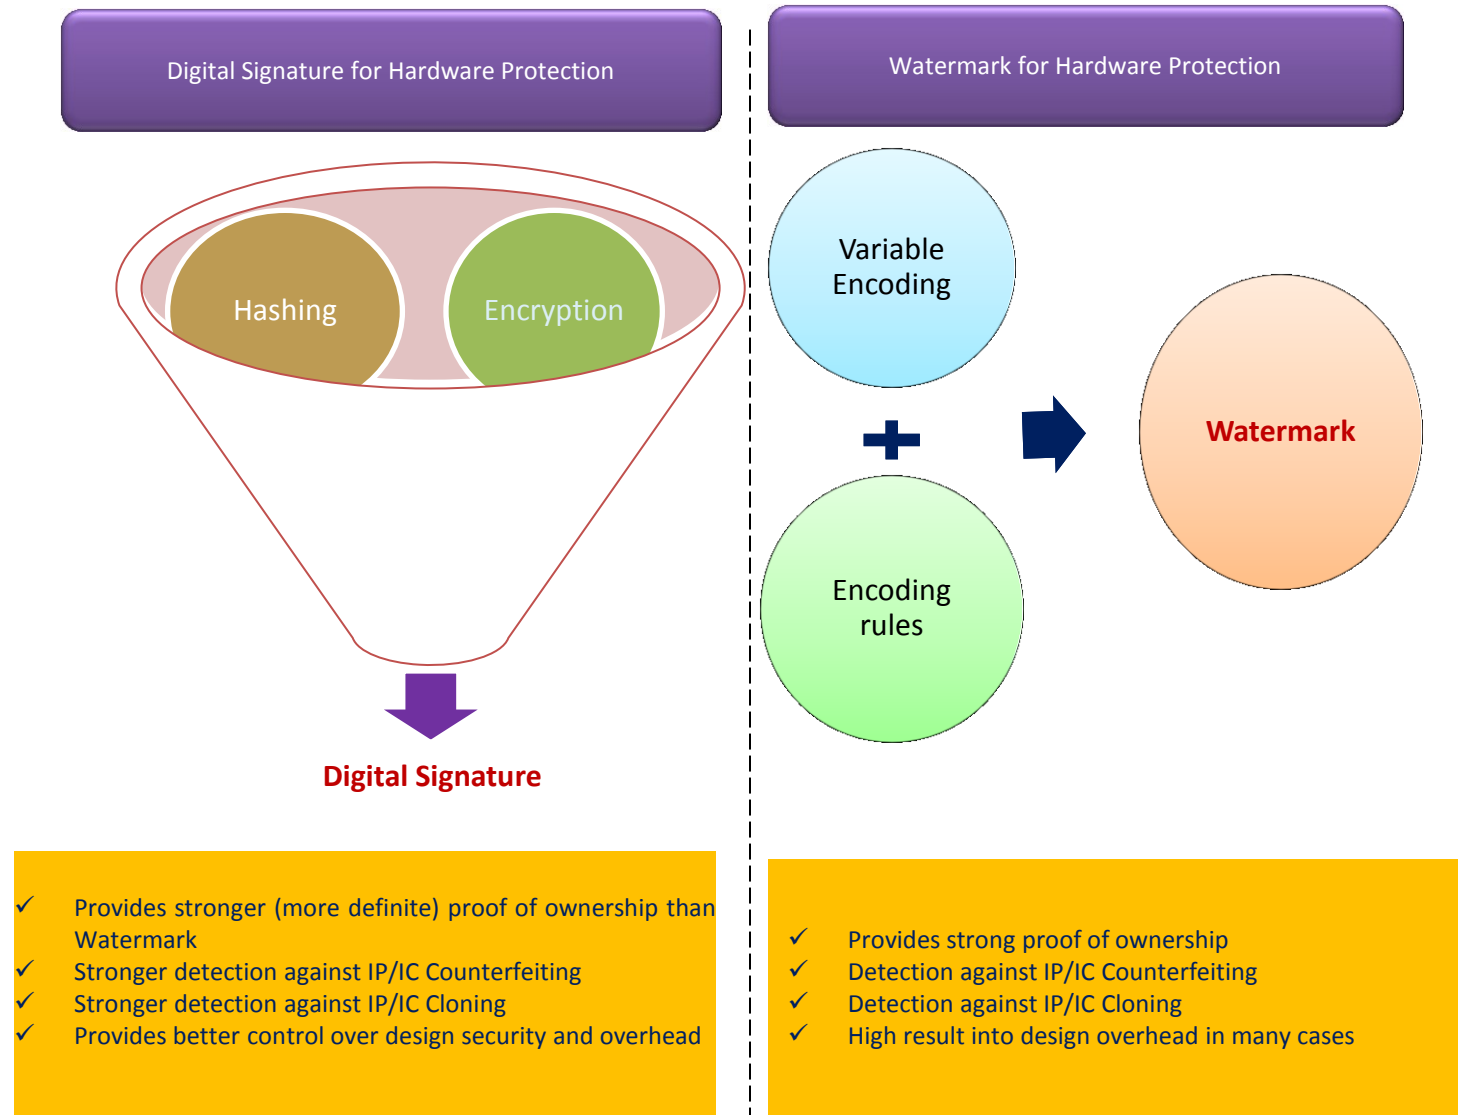 Digital Signature for Hardware Protection
Hashing
Encryption
Digital Signature
✓ Provides stronger (more definite) proof of ownership than
Watermark
✓ Stronger detection against IP/IC Counterfeiting
✓ Stronger detection against IP/IC Cloning
✓ Provides better control over design security and overhead
Watermark for Hardware Protection
Variable
Encoding
+
Encoding
rules
Watermark
✓ Provides strong proof of ownership
✓ Detection against IP/IC Counterfeiting
✓ Detection against IP/IC Cloning
✓ High result into design overhead in many cases